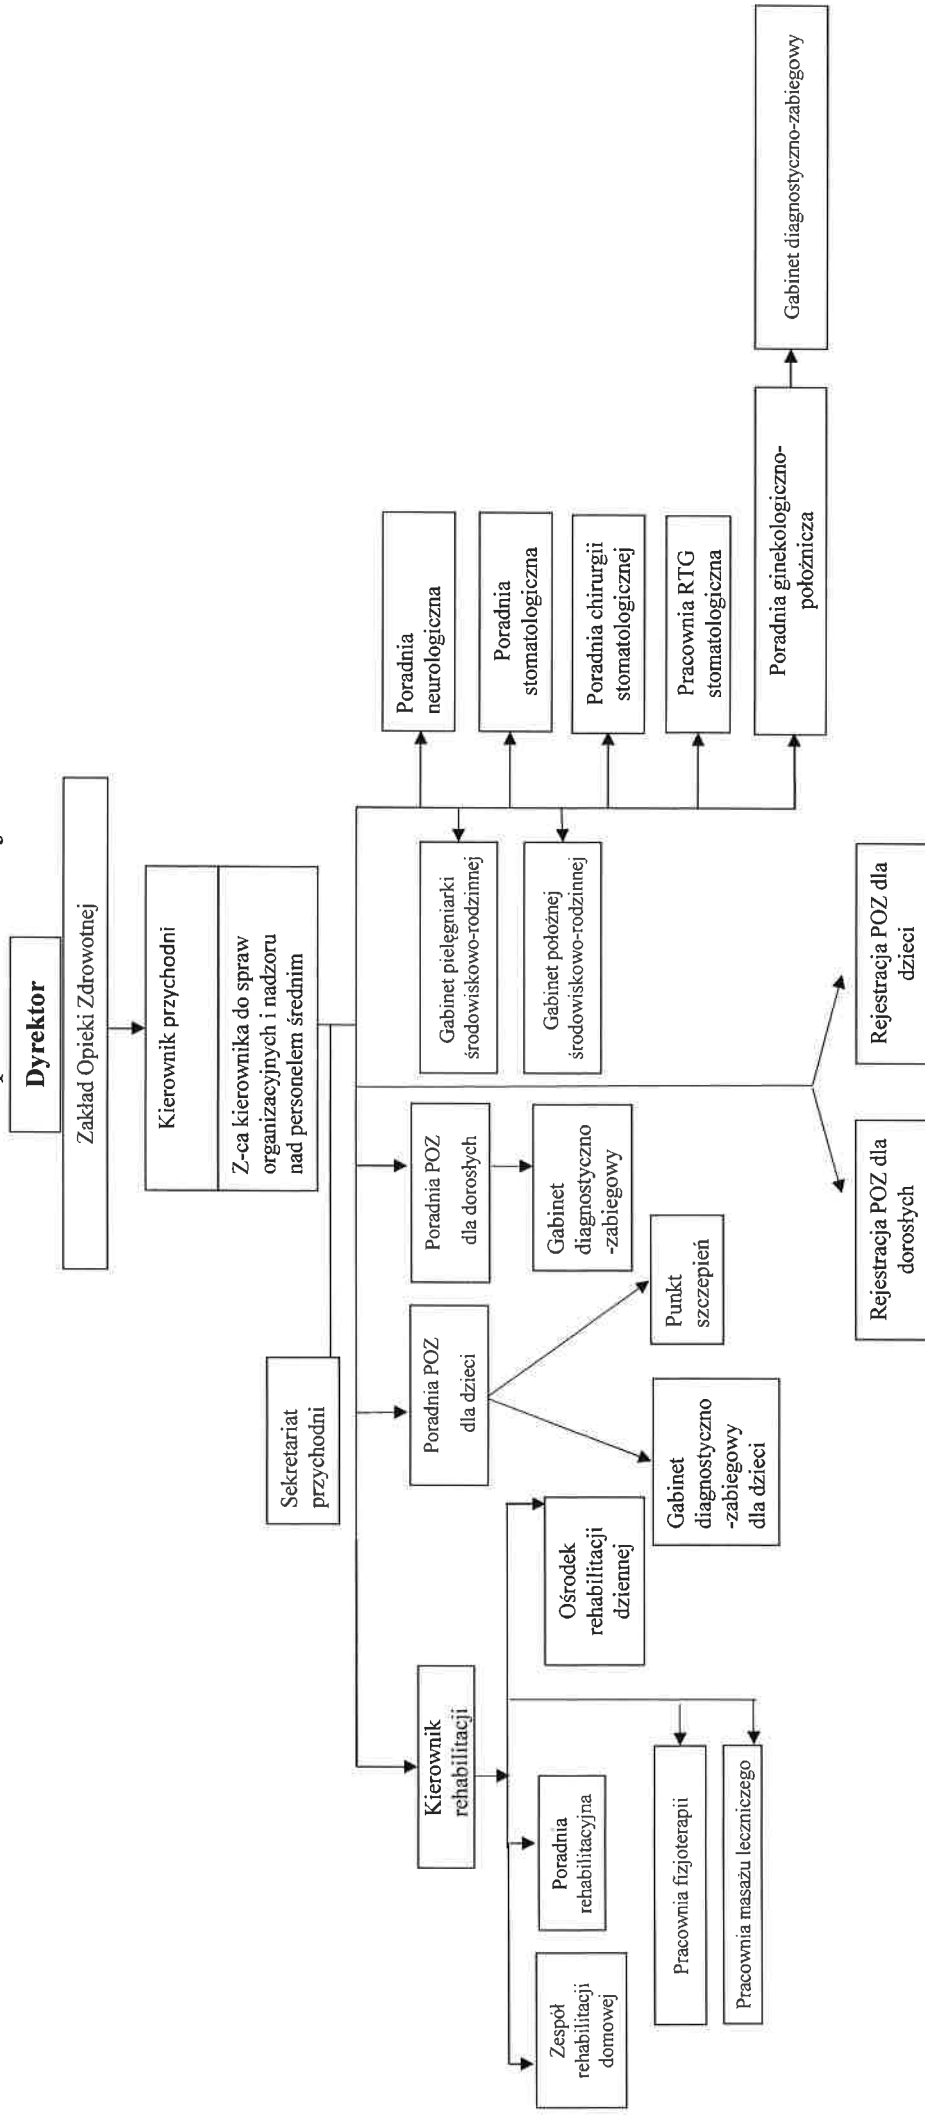 Dyrektor
Zakład Opieki Zdrowotnej
Kierownik przychodni
Z-ca kierownika do spraw
organizacyjnych i nadzoru
nad personelem średnim
Sekretariat
przychodni
Kierownik
rehabilitacji
Poradnia POZ
dla dzieci
Poradnia POZ
dla dorosłych
Gabinet pielęgniarki
środowiskowo-rodzinnej
Gabinet położnej
środowiskowo-rodzinnej
Poradnia
neurologiczna
Poradnia
stomatologiczna
Poradnia chirurgii
stomatologicznej
Pracownia RTG
stomatologiczna
Poradnia ginekologiczno-
położnicza
Gabinet diagnostyczno-zabiegowy
Zespół
rehabilitacji
domowej
Poradnia
rehabilitacyjna
Ośrodek
rehabilitacji
dziennej
Gabinet
diagnostyczno
-zabiegowy
Gabinet
diagnostyczno
-zabiegowy
dla dzieci
Punkt
szczepień
Pracownia fizjoterapii
Pracownia masażu leczniczego
Rejestracja POZ dla
dorosłych
Rejestracja POZ dla
dzieci